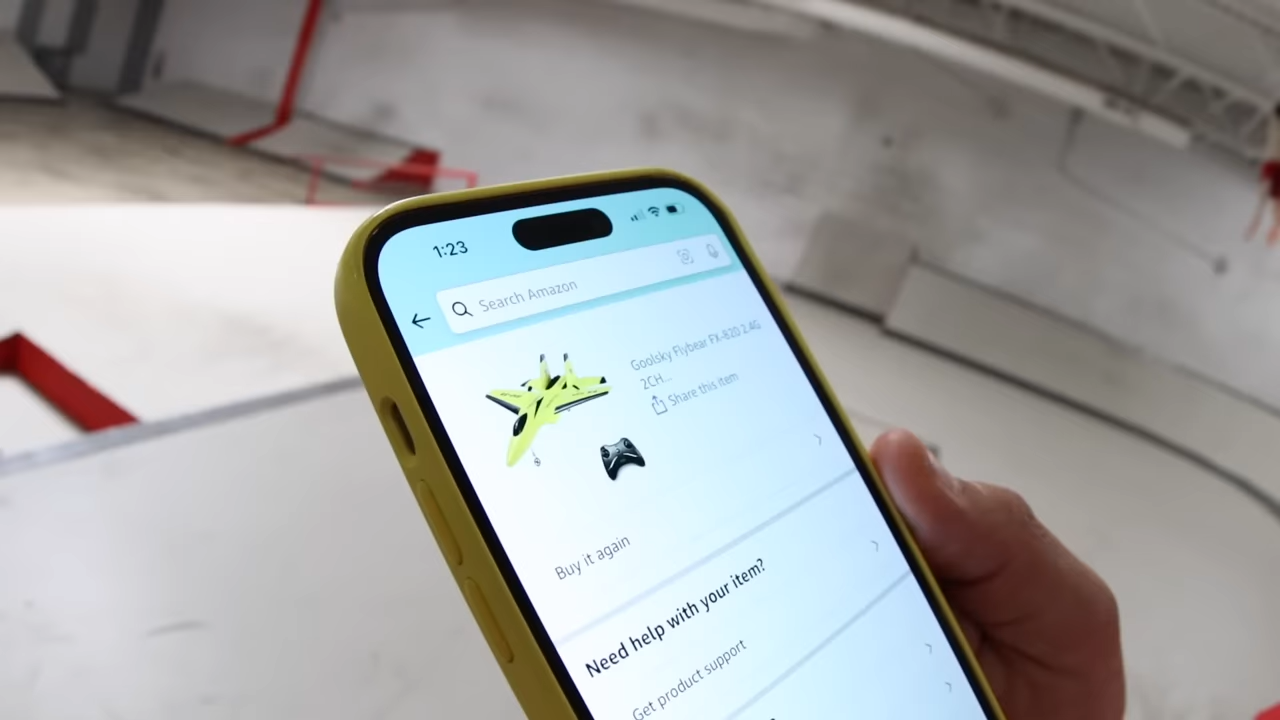 1:23
Search Amazon
Goolsky Flybear FX-820 2.4G
2CH...
Share this item
Buy it again
Need help with your item?
Get product support